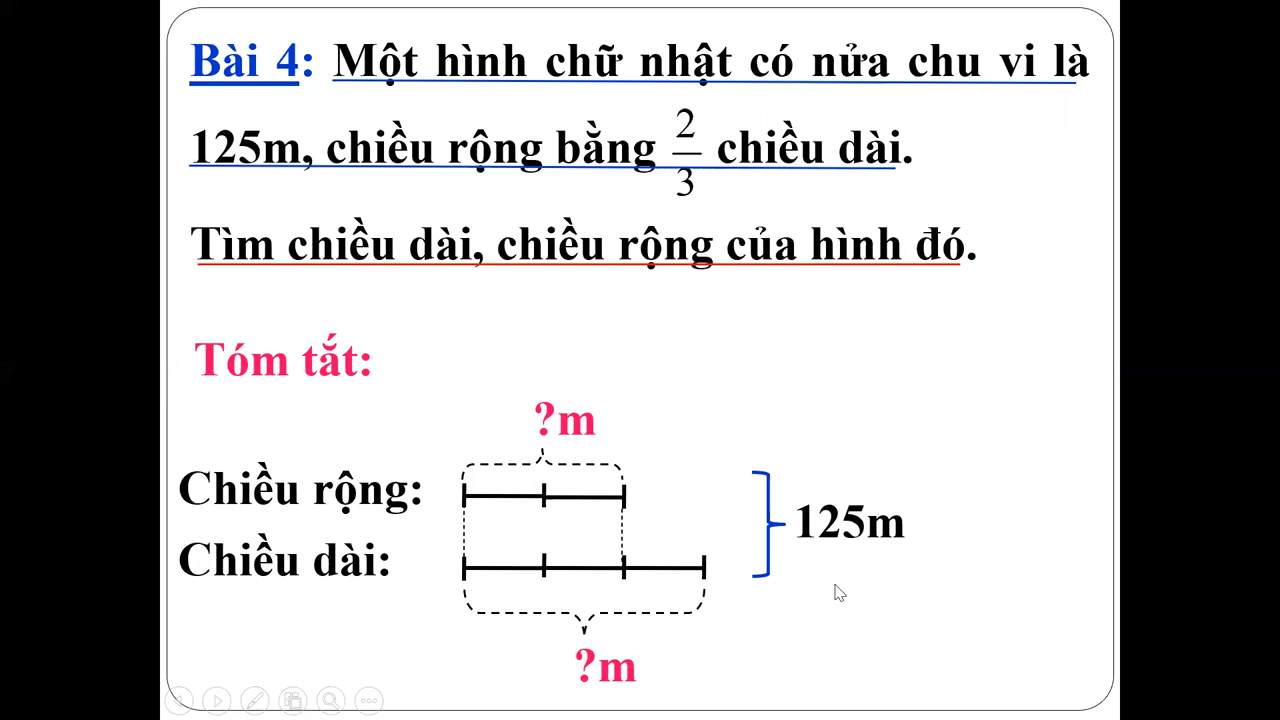 Bài 4: Một hình chữ nhật có nửa chu vi là
125m, chiều rộng bằng 2/3 chiều dài.
Tìm chiều dài, chiều rộng của hình đó.
Tóm tắt:
?m
Chiều rộng:
125m
Chiều dài:
?m